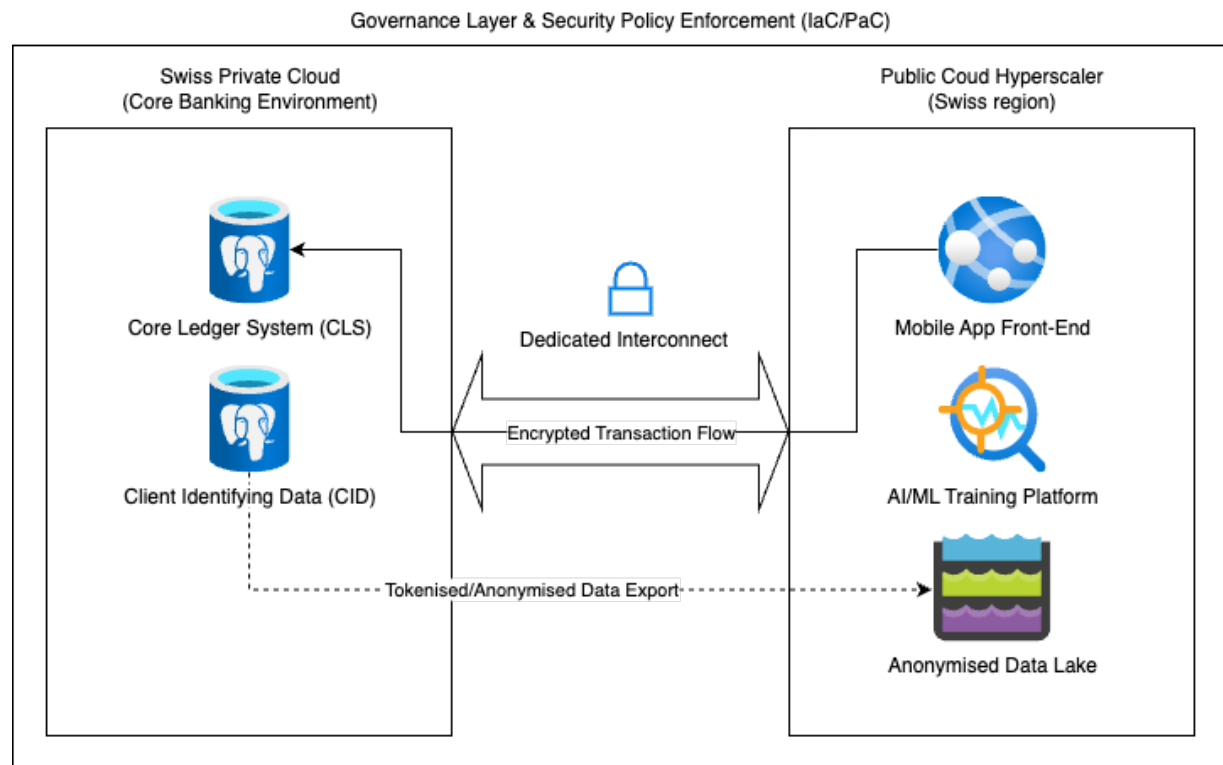 Governance Layer & Security Policy Enforcement (IaC/PaC)
Swiss Private Cloud
(Core Banking Environment)
Public Coud Hyperscaler
(Swiss region)
Core Ledger System (CLS)
Dedicated Interconnect
Mobile App Front-End
Encrypted Transaction Flow
Client Identifying Data (CID)
AI/ML Training Platform
Tokenised/Anonymised Data Export
Anonymised Data Lake